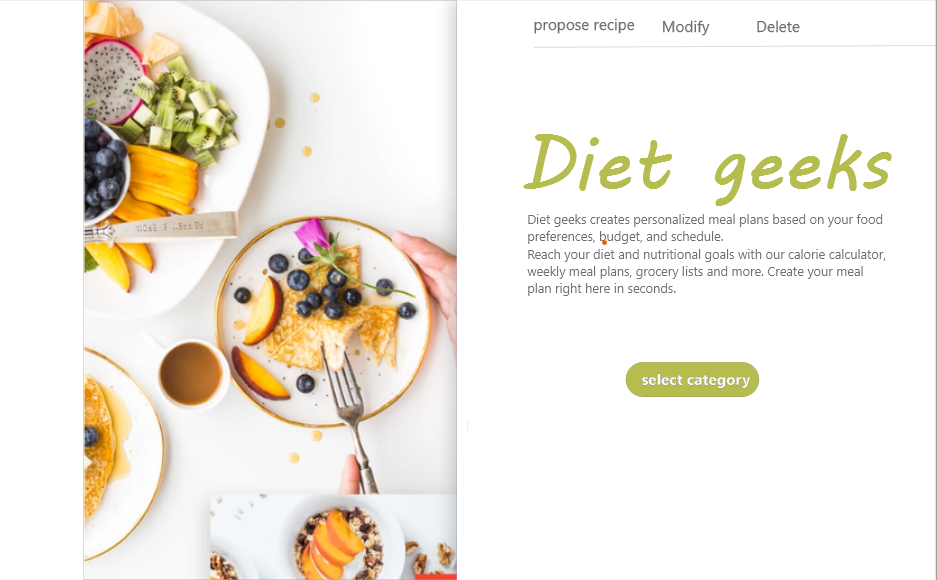 propose recipe Modify Delete
Diet geeks
Diet geeks creates personalized meal plans based on your food
preferences, budget, and schedule.
Reach your diet and nutritional goals with our calorie calculator,
weekly meal plans, grocery lists and more. Create your meal
plan right here in seconds.
select category